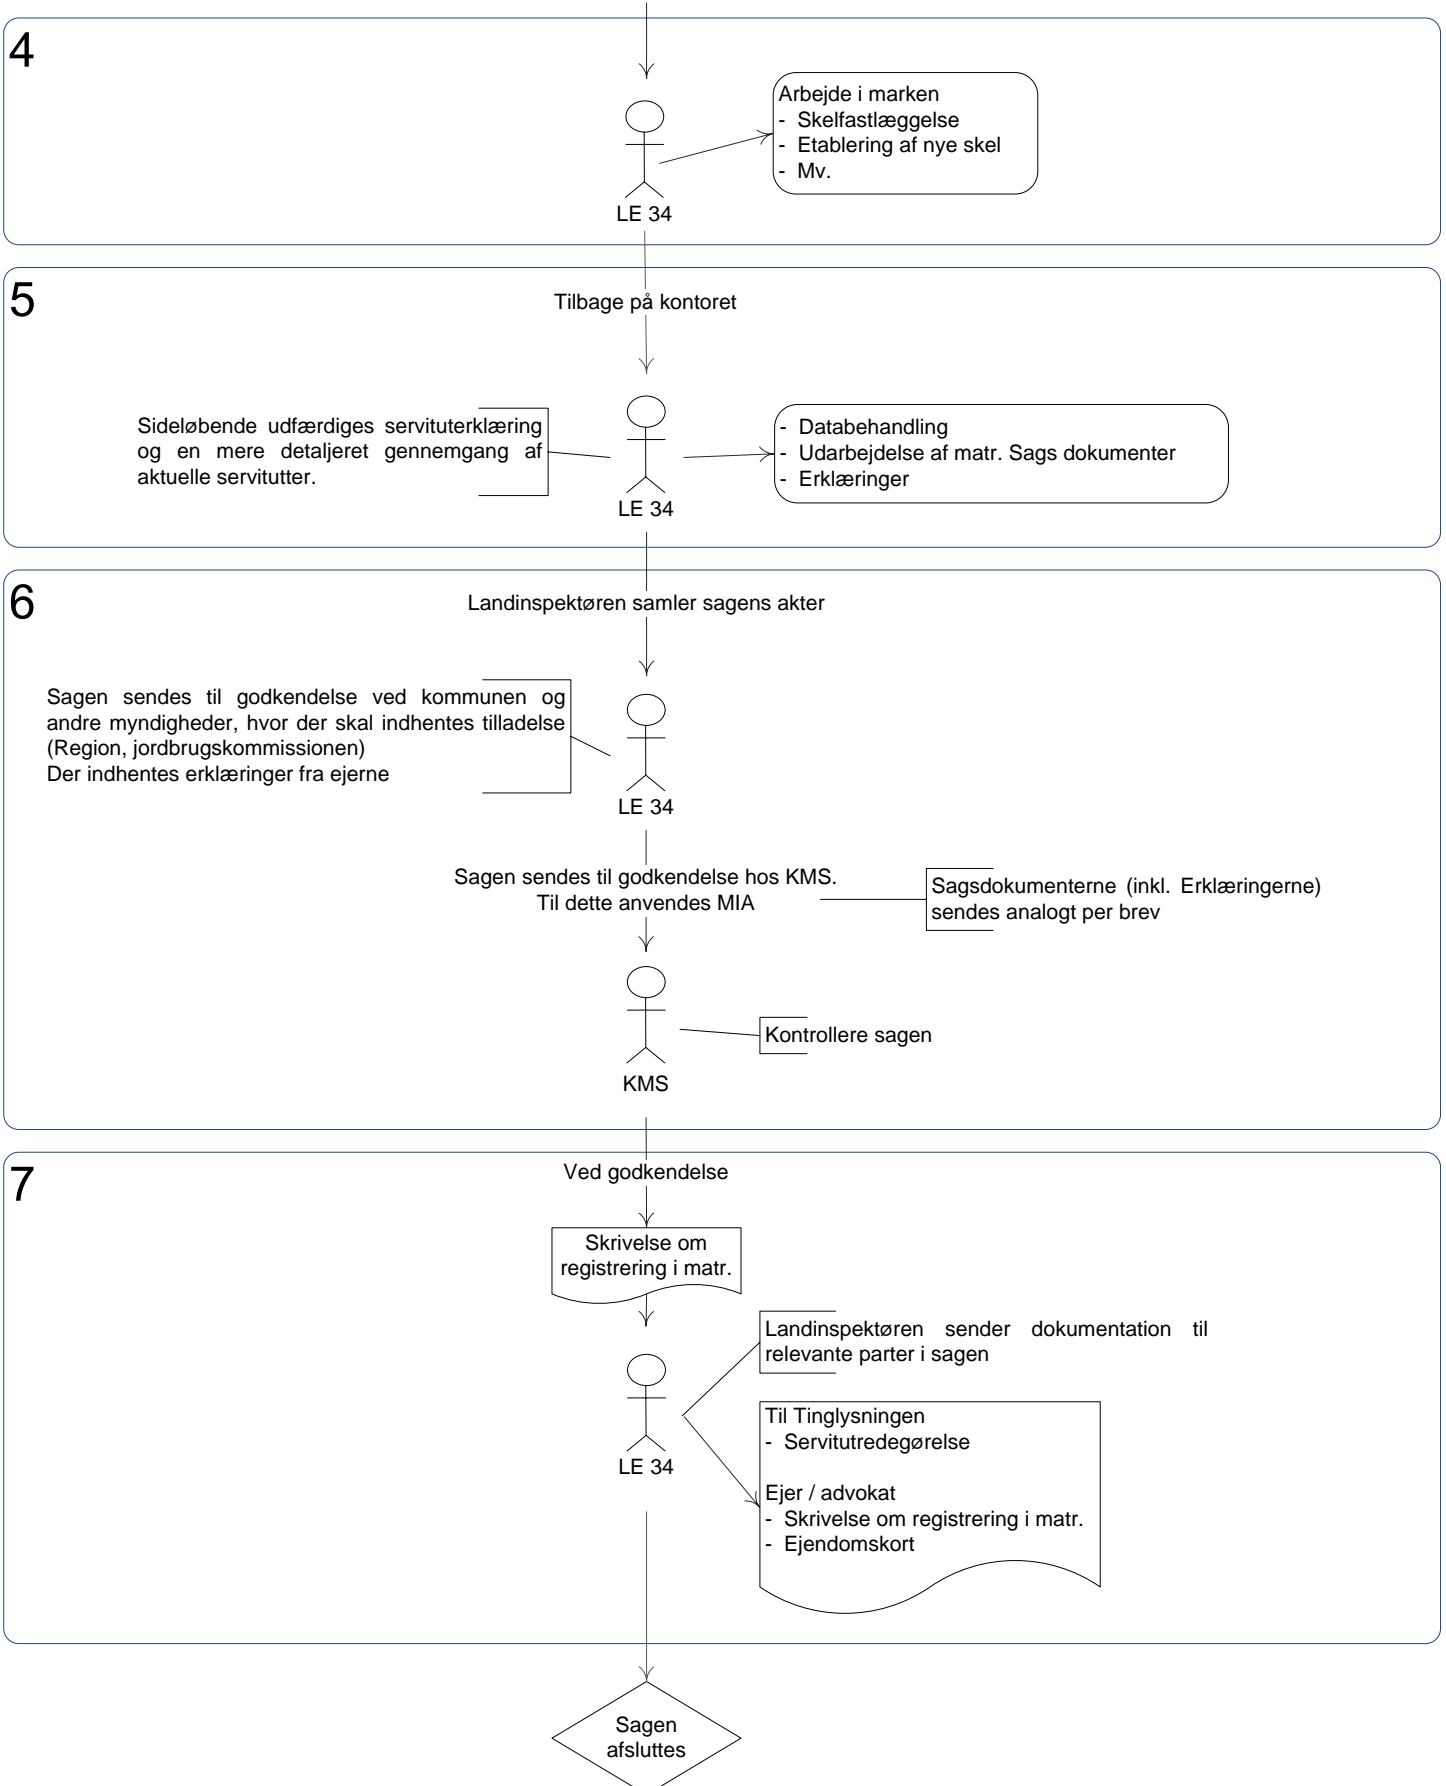 4
Arbejde i marken
- Skelfastlæggelse
- Etablering af nye skel
- Mv.
LE 34
5
Tilbage på kontoret
Sideløbende udfærdiges servituterklæring
og en mere detaljeret gennemgang af
aktuelle servitutter.
- Databehandling
- Udarbejdelse af matr. Sags dokumenter
- Erklæringer
LE 34
6
Landinspektøren samler sagens akter
Sagen sendes til godkendelse ved kommunen og
andre myndigheder, hvor der skal indhentes tilladelse
(Region, jordbrugskommissionen)
Der indhentes erklæringer fra ejerne
LE 34
Sagen sendes til godkendelse hos KMS.
Til dette anvendes MIA
Sagsdokumenterne (inkl. Erklæringerne)
sendes analogt per brev
Kontrollere sagen
KMS
7
Ved godkendelse
Skrivelse om
registrering i matr.
Landinspektøren sender dokumentation til
relevante parter i sagen
LE 34
Til Tinglysningen
- Servitutredegørelse
Ejer / advokat
- Skrivelse om registrering i matr.
- Ejendomskort
Sagen
afsluttes